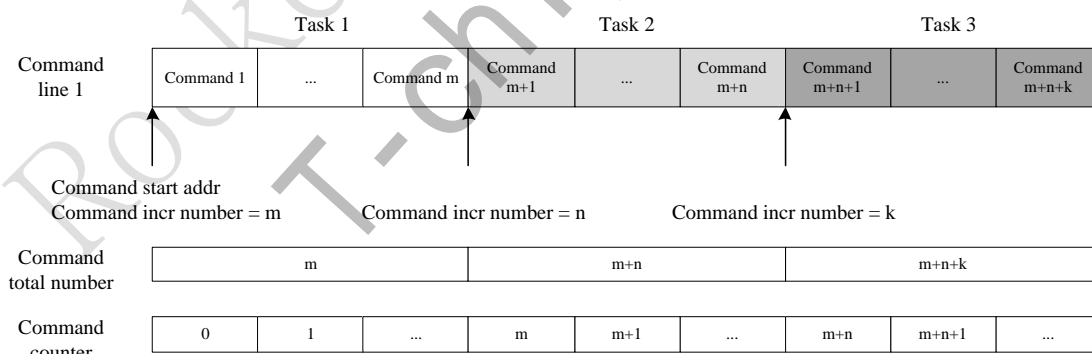 Task 1 Task 2 Task 3
Command
line 1
Command 1 ... Command m Command
m+1 ... Command
m+n Command
m+n+1 ... Command
m+n+k
Command start addr
Command incr number = m Command incr number = n Command incr number = k
Command
total number
m m+n m+n+k
Command
counter
0 1 ... m m+1 ... m+n m+n+1 ...
Rock
T-ch